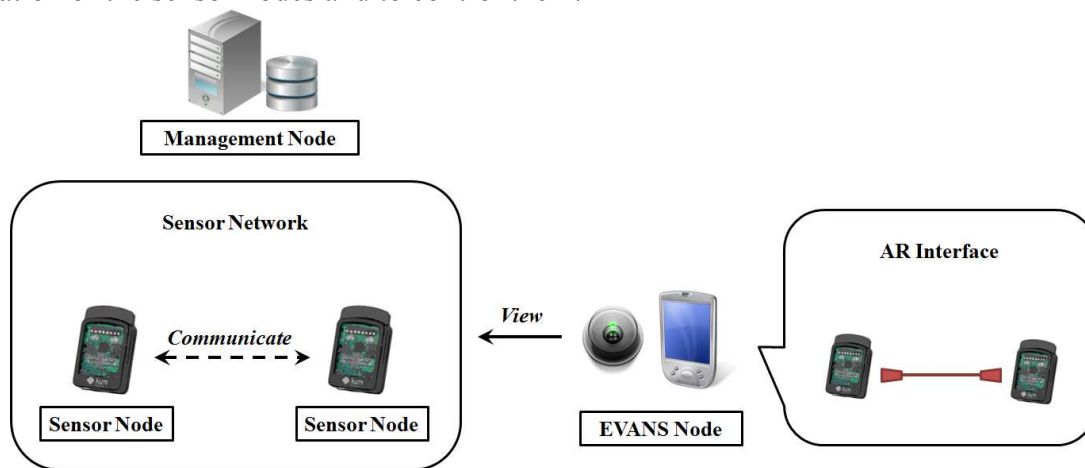 Management Node
Sensor Network
AR Interface
View
Communicate
Sensor Node
Sensor Node
EVANS Node